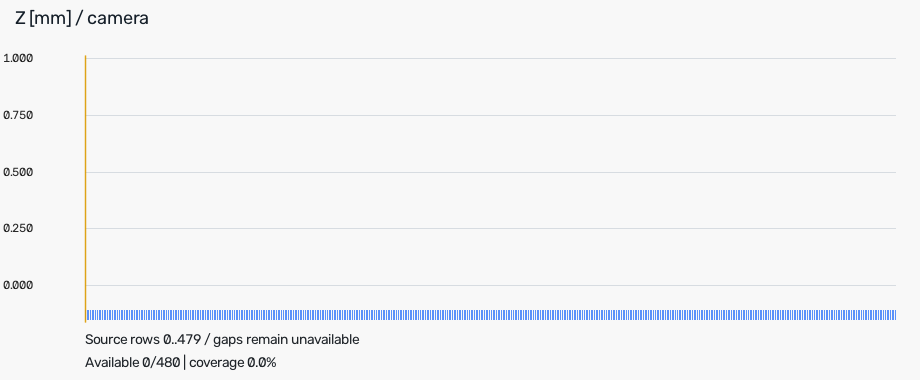 Z [mm] / camera
1.000
0.750
0.500
0.250
0.000
Source rows 0..479 / gaps remain unavailable
Available 0/480 | coverage 0.0%